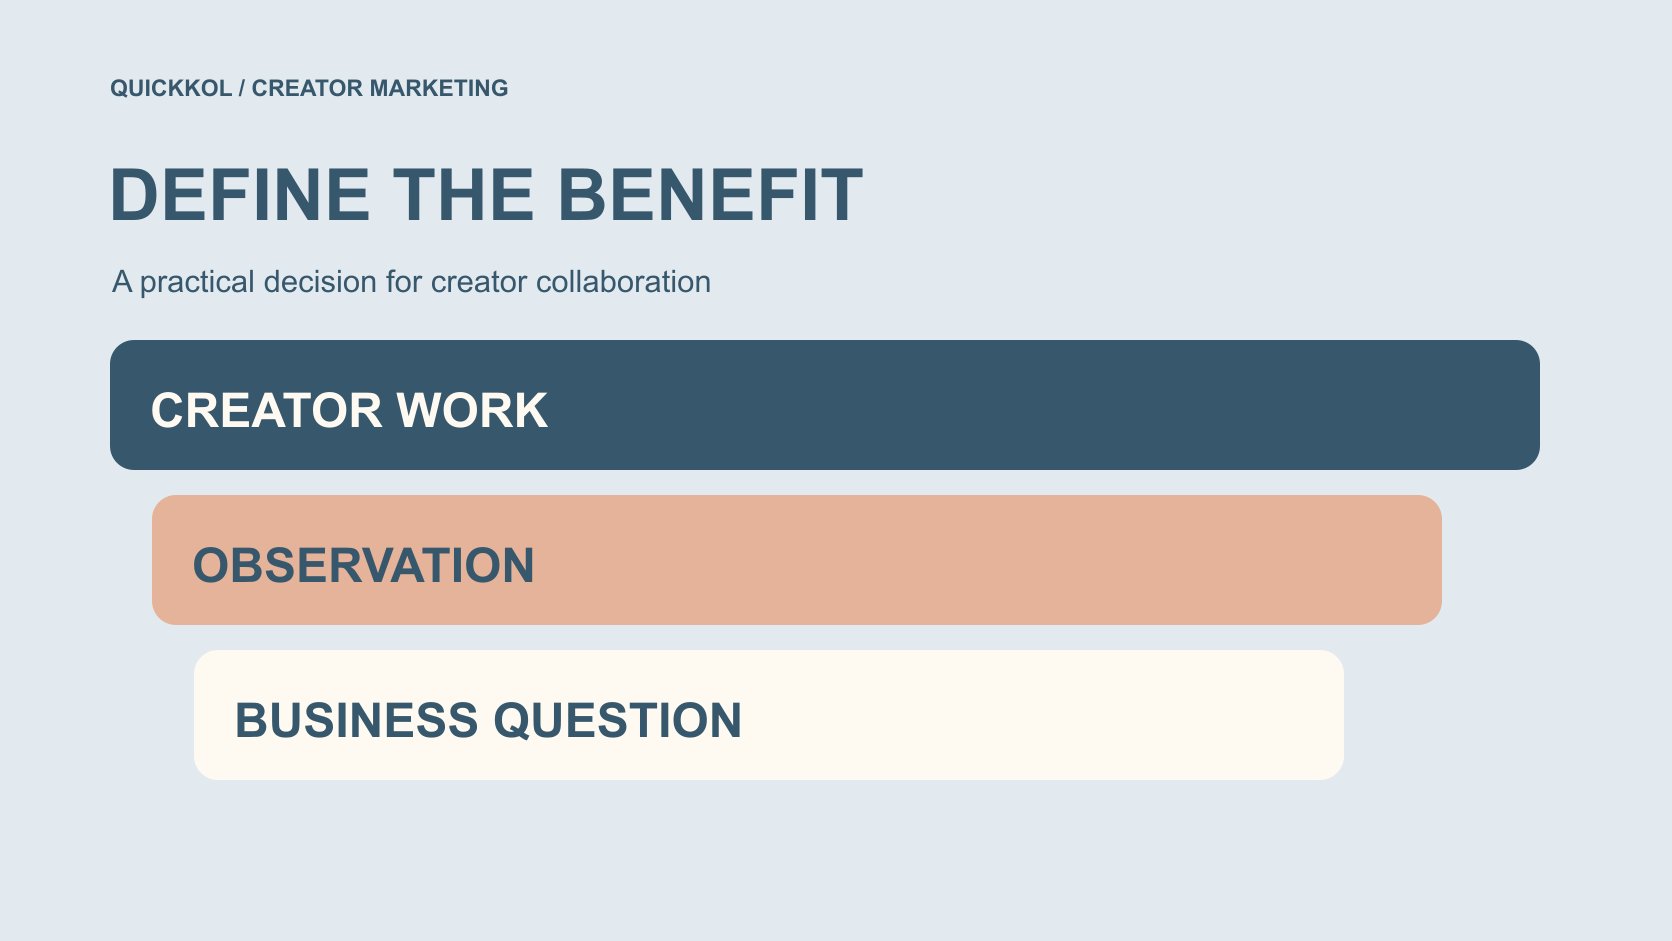 QUICKKOL / CREATOR MARKETING
DEFINE THE BENEFIT
A practical decision for creator collaboration
CREATOR WORK
OBSERVATION
BUSINESS QUESTION